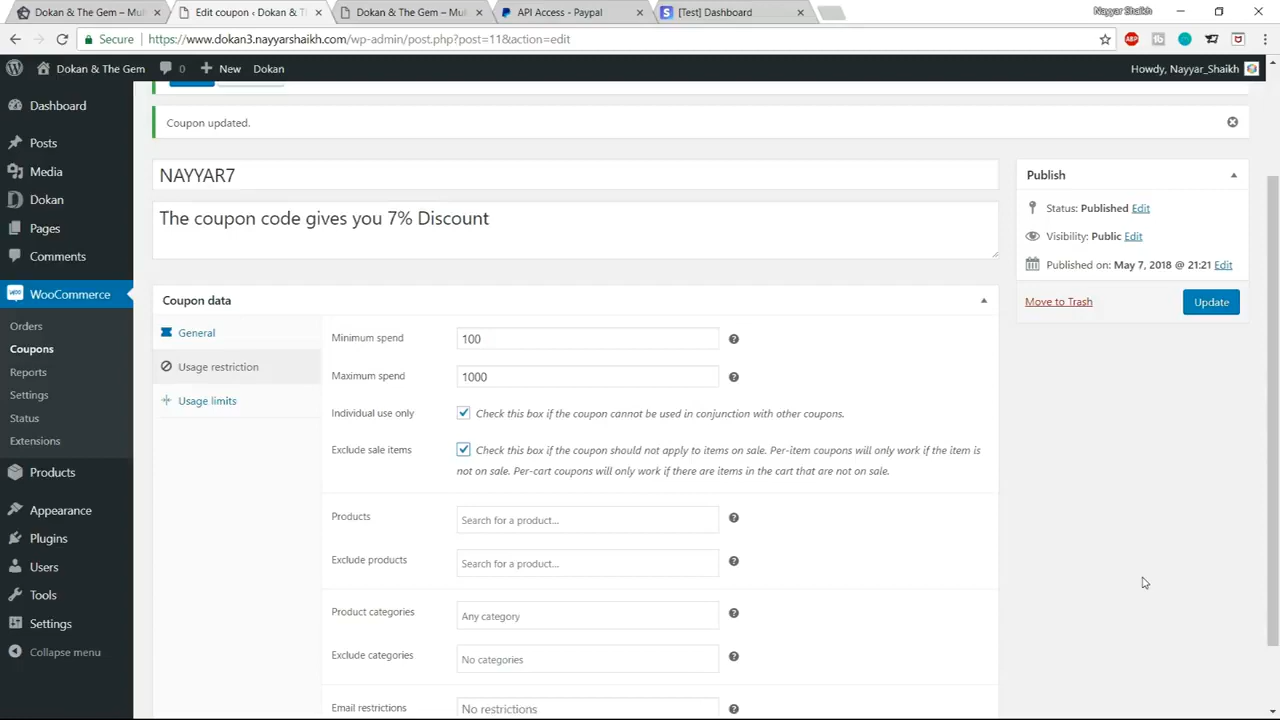 Dokan & The Gem – Mul
Edit coupon ‹ Dokan & T
Dokan & The Gem – Mul
API Access - Paypal
[Test] Dashboard
Nayyar Shaikh
Secure
https://www.dokan3.nayyarshaikh.com/wp-admin/post.php?post=11&action=edit
ABP
Dokan & The Gem
0
New
Dokan
Howdy, Nayyar_Shaikh
Dashboard
Posts
Media
Dokan
Pages
Comments
WooCommerce
Orders
Coupons
Reports
Settings
Status
Extensions
Products
Appearance
Plugins
Users
Tools
Settings
Collapse menu
Coupon updated.
NAYYAR7
The coupon code gives you 7% Discount
Coupon data
General
Usage restriction
Usage limits
Minimum spend
100
Maximum spend
1000
Individual use only
Check this box if the coupon cannot be used in conjunction with other coupons.
Exclude sale items
Check this box if the coupon should not apply to items on sale. Per-item coupons will only work if the item is
not on sale. Per-cart coupons will only work if there are items in the cart that are not on sale.
Products
Search for a product...
Exclude products
Search for a product...
Product categories
Any category
Exclude categories
No categories
Email restrictions
No restrictions
Publish
Status: Published Edit
Visibility: Public Edit
Published on: May 7, 2018 @ 21:21 Edit
Move to Trash
Update